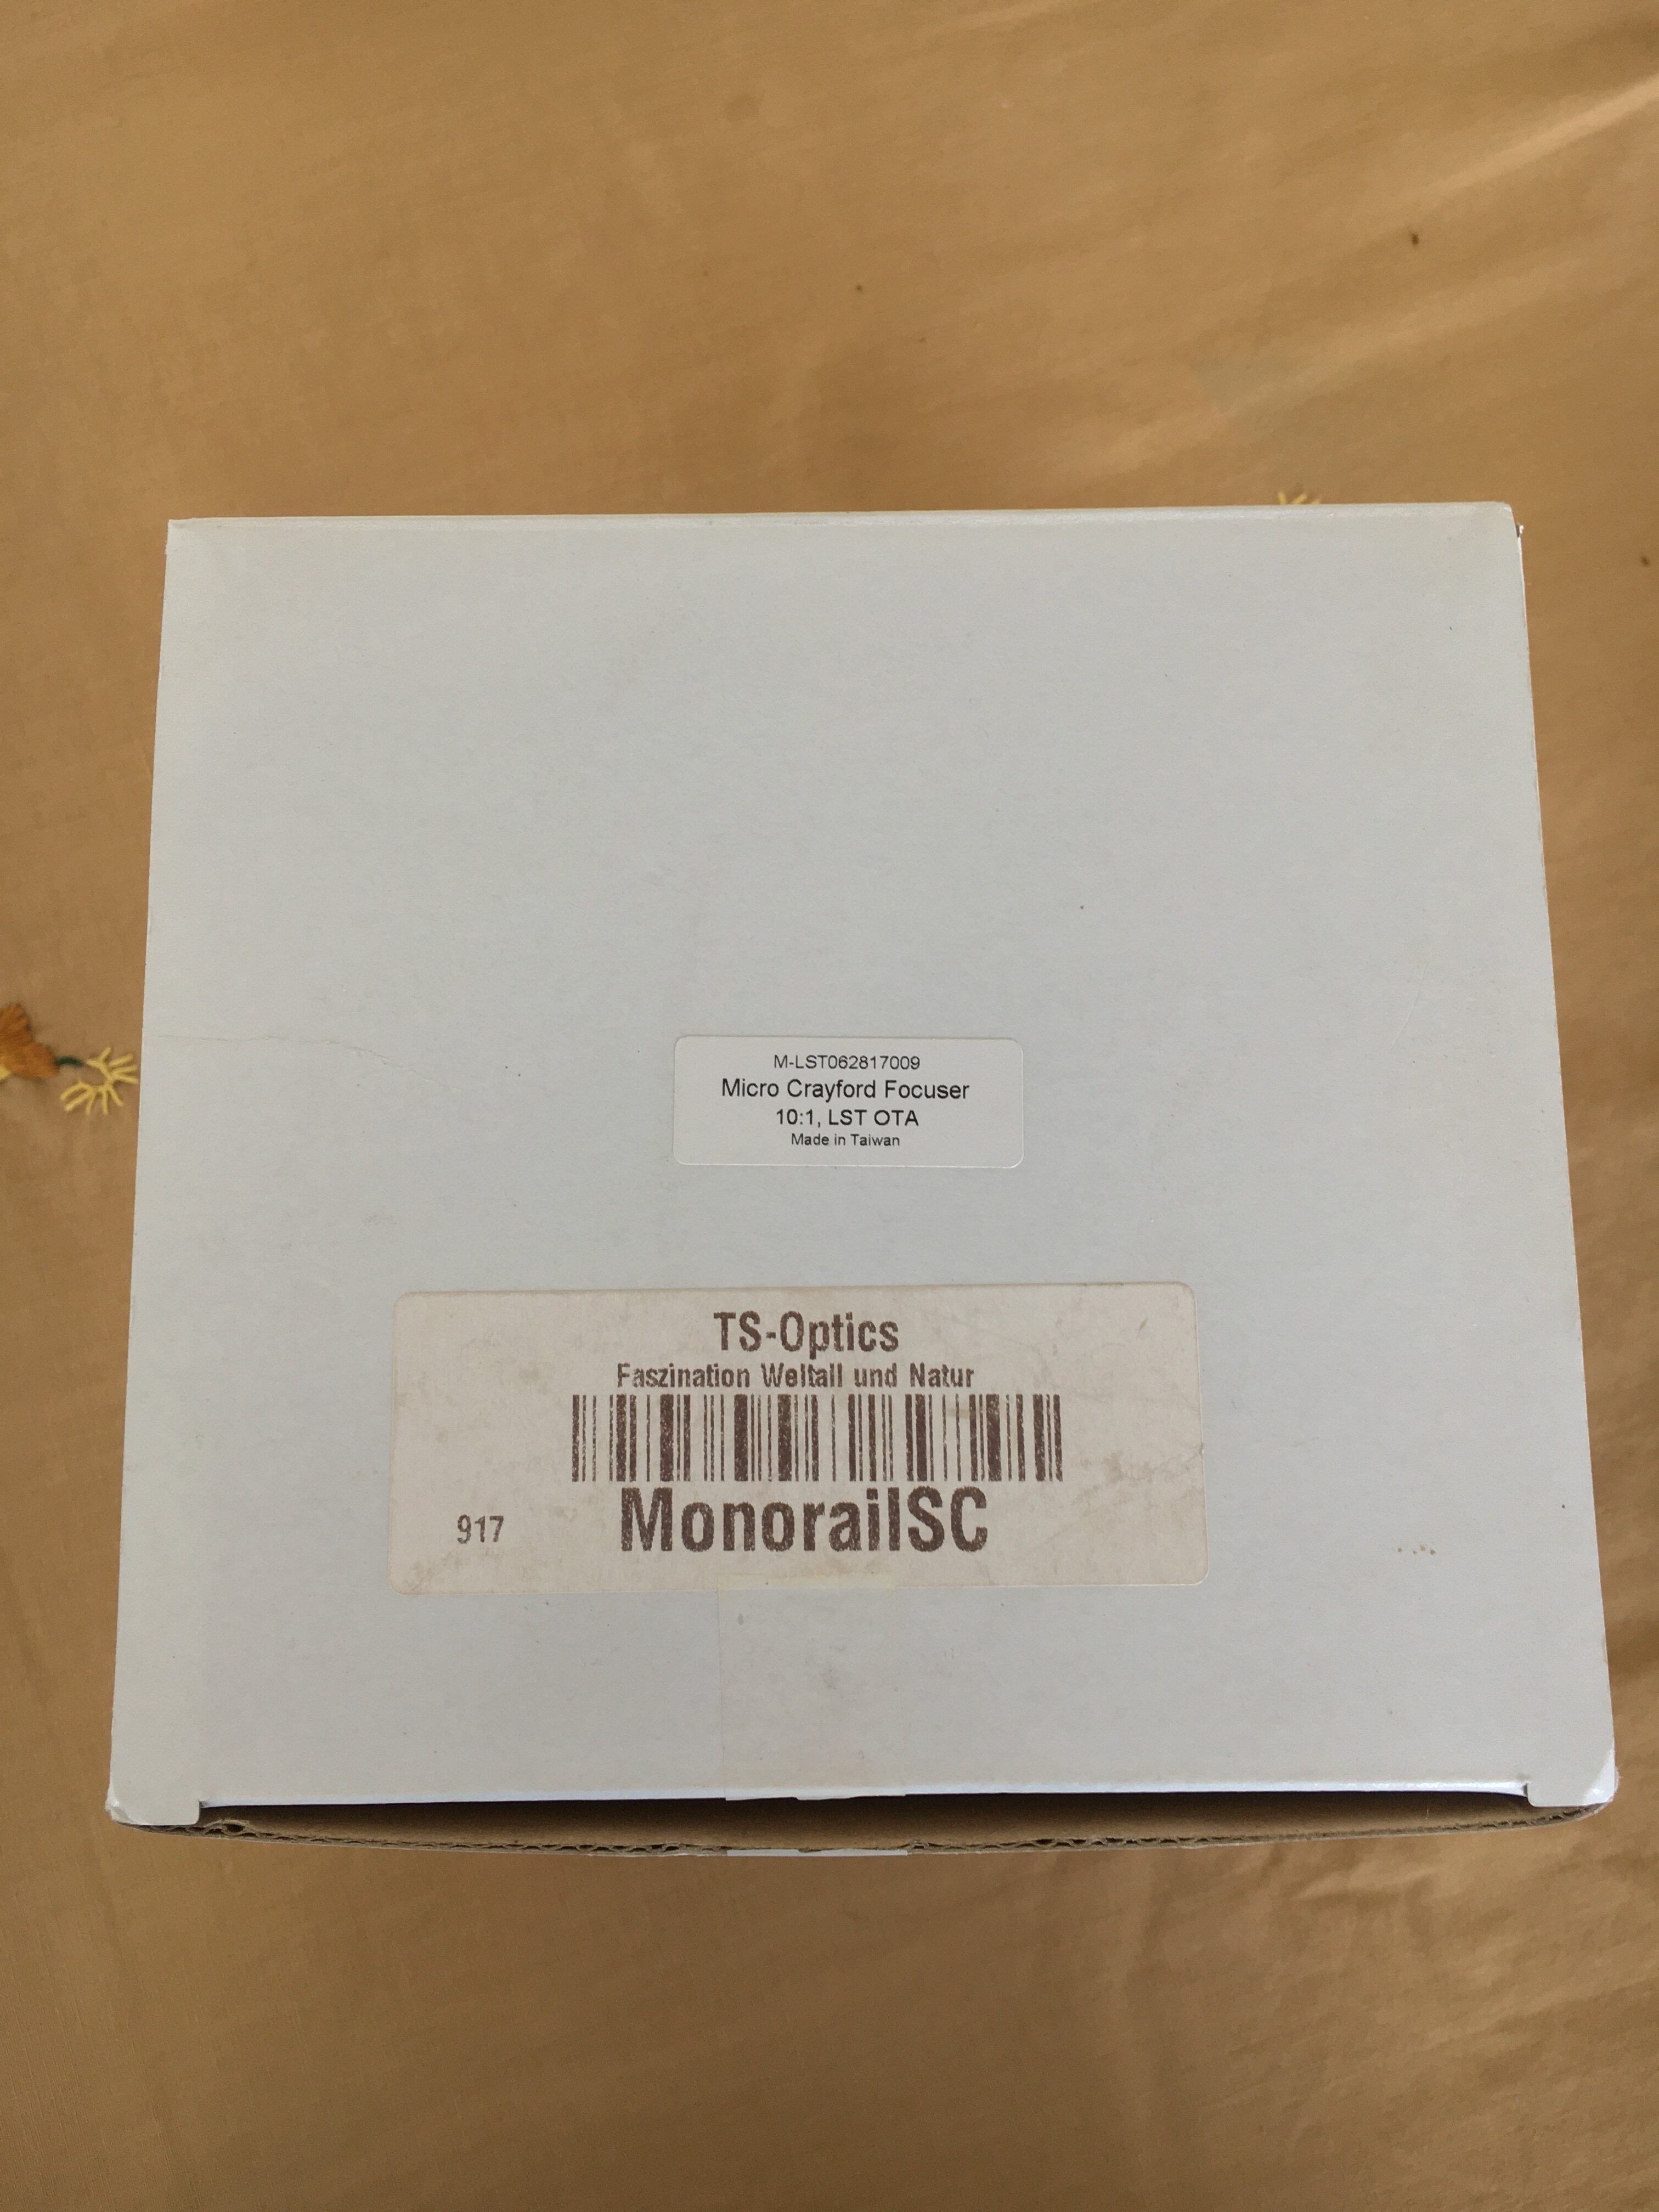 M-LST062817009
Micro Crayford Focuser
10:1, LST OTA
Made in Taiwan
TS-Optics
Faszination Weltall und Natur
917 MonorailSC